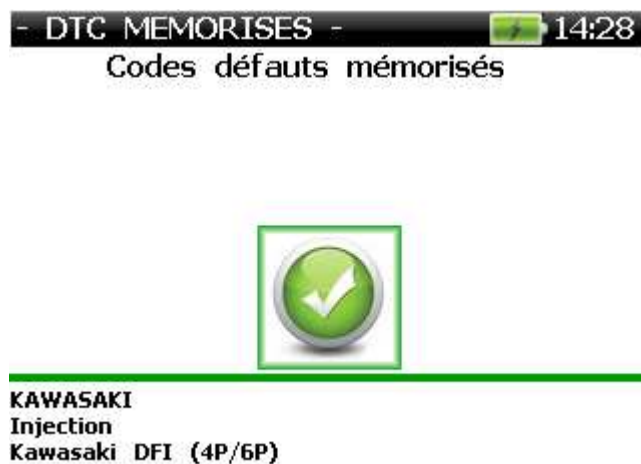 - DTC MEMORISES - 14:28
Codes défauts mémorisés
KAWASAKI
Injection
Kawasaki DFI (4P/6P)